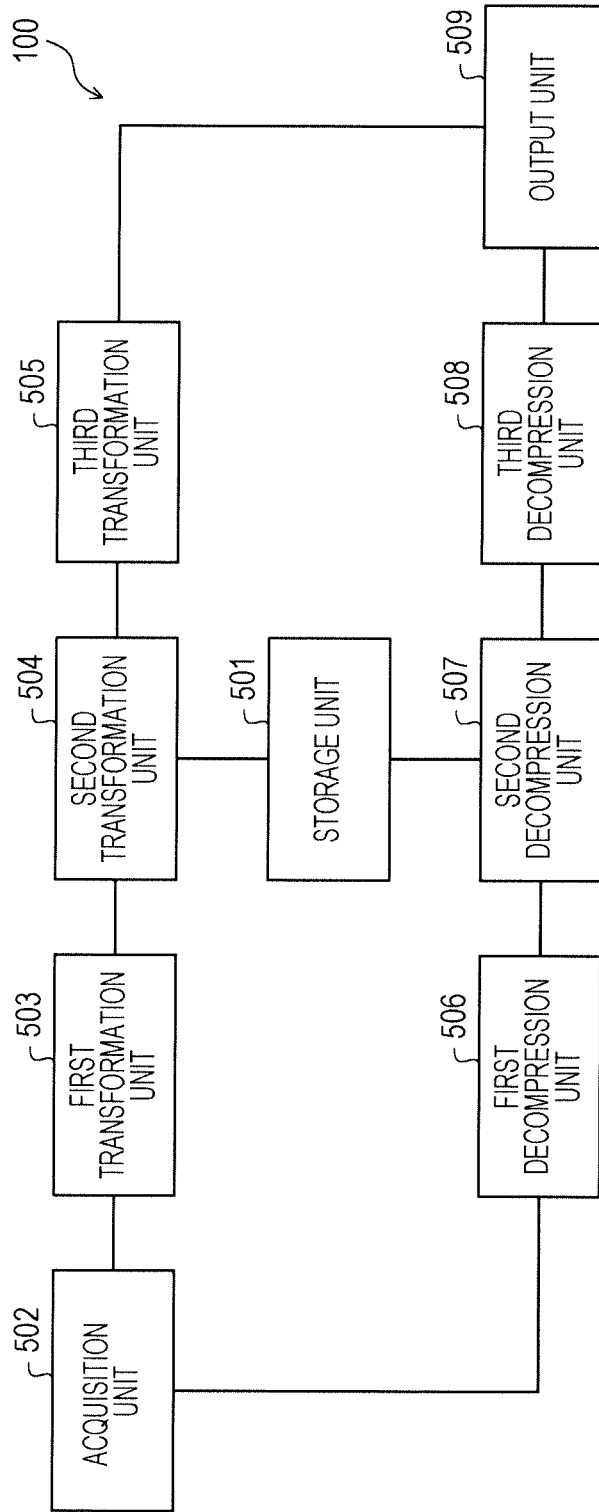 100
502
ACQUISITION
UNIT
503
FIRST
TRANSFORMATION
UNIT
504
SECOND
TRANSFORMATION
UNIT
505
THIRD
TRANSFORMATION
UNIT
501
STORAGE UNIT
506
FIRST
DECOMPRESSION
UNIT
507
SECOND
DECOMPRESSION
UNIT
508
THIRD
DECOMPRESSION
UNIT
509
OUTPUT UNIT